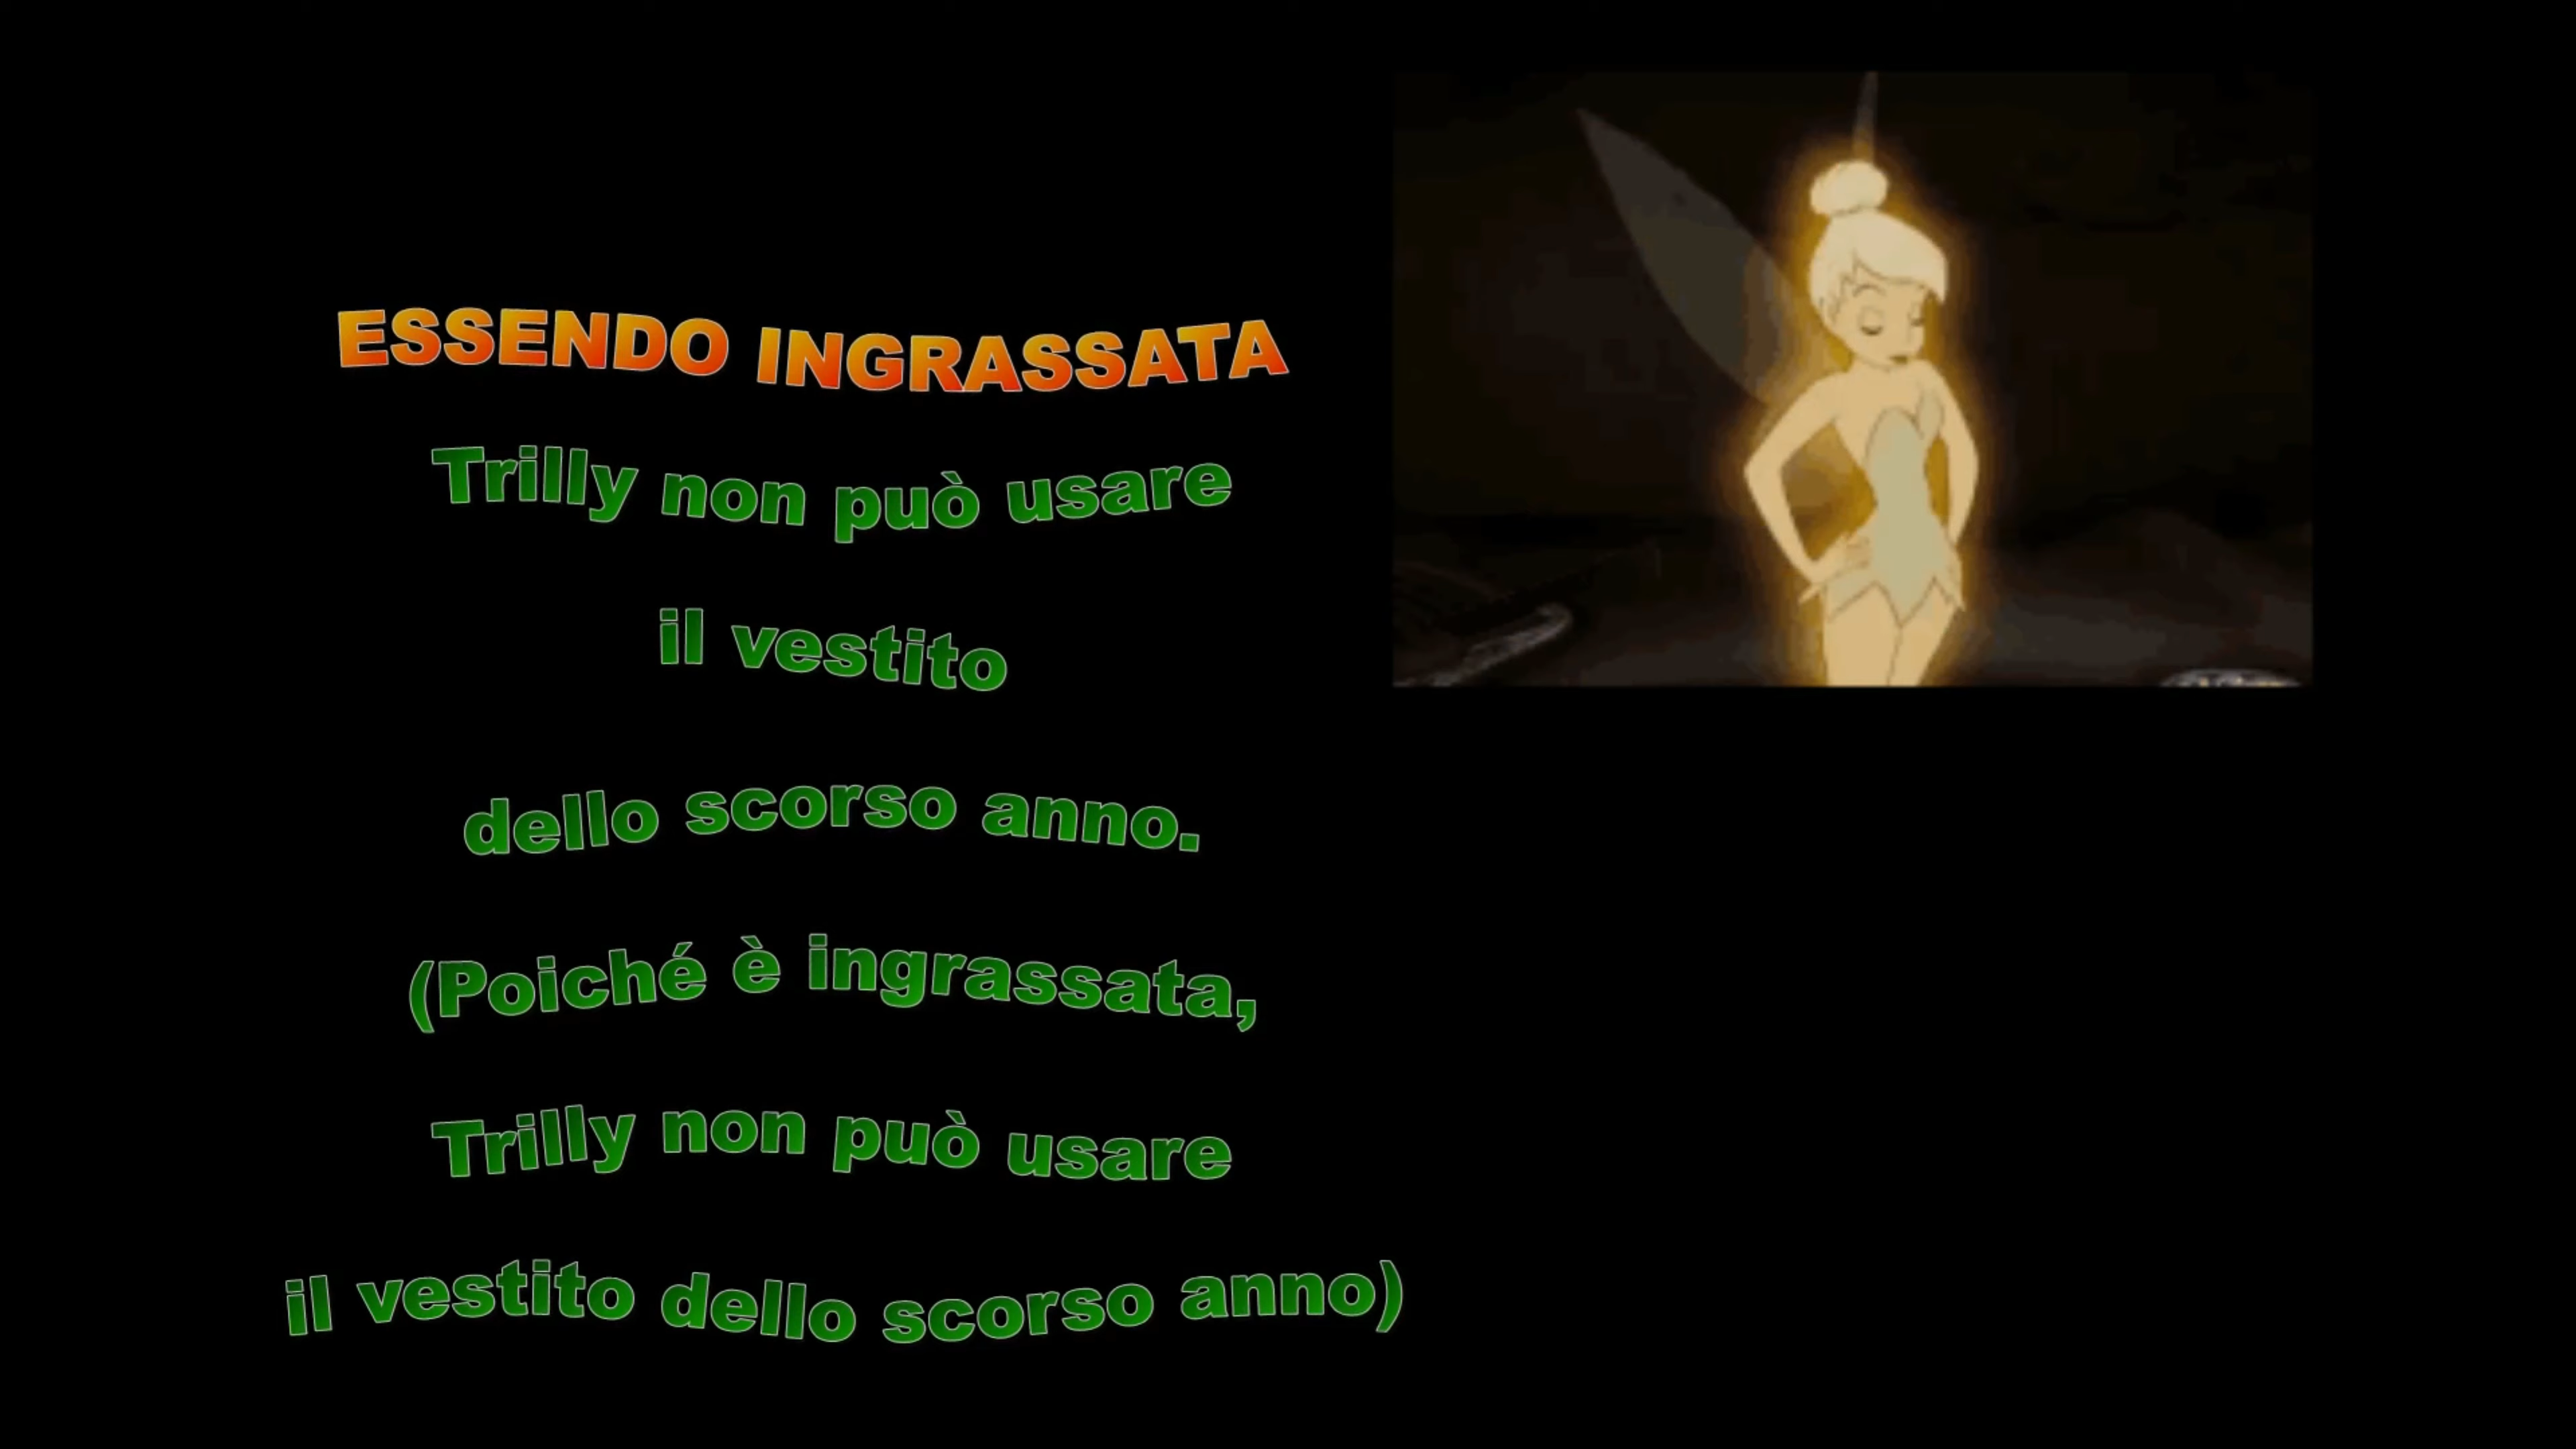 ESSENDO INGRASSATA
Trilly non può usare
il vestito
dello scorso anno.
(Poiché è ingrassata,
Trilly non può usare
il vestito dello scorso anno)